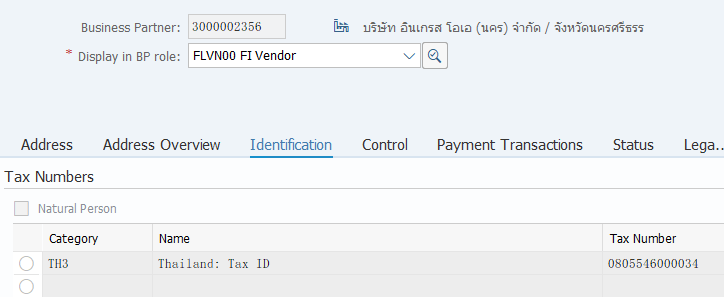 Business Partner: 3000002356 บริษัท อินเกรส โอเอ (นคร) จำกัด / จังหวัดนครศรีธรร
* Display in BP role: FLVN00 FI Vendor
Address Address Overview Identification Control Payment Transactions Status Lega...
Tax Numbers
Natural Person
Category Name Tax Number
TH3 Thailand: Tax ID 0805546000034